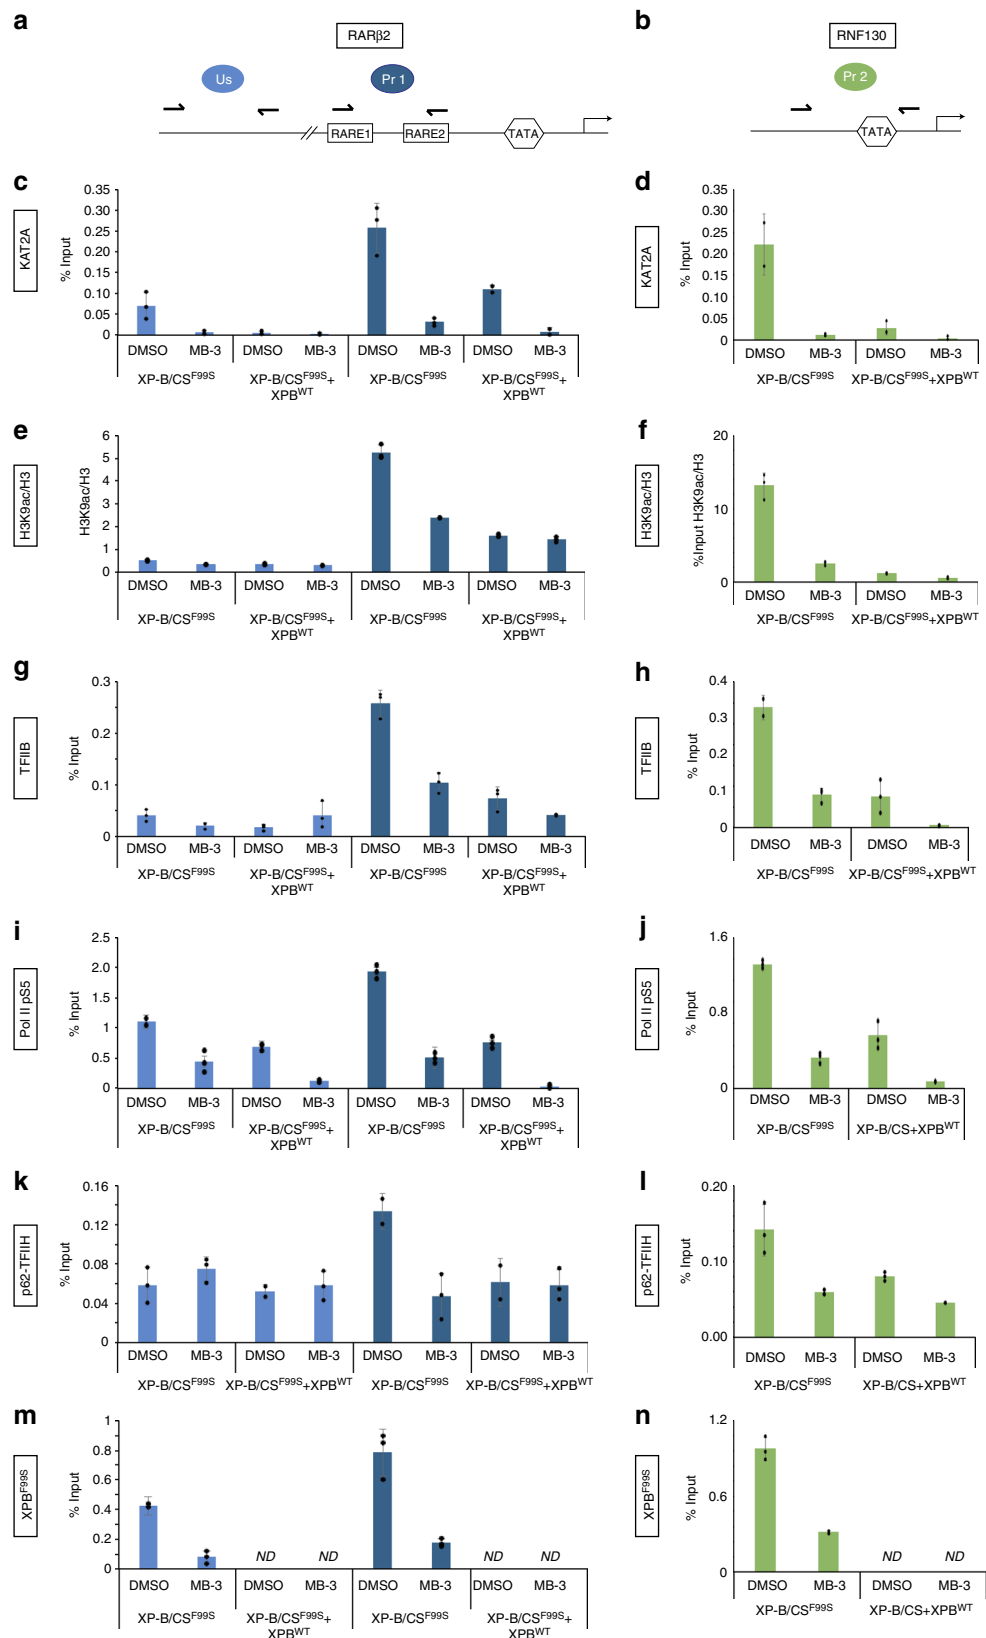 a
RARβ2
b
RNF130
Us
Pr 1
Pr 2
RARE1
RARE2
TATA
TATA
c
KAT2A
% Input
0.35
0.30
0.25
0.20
0.15
0.10
0.05
0
DMSO MB-3 DMSO MB-3 DMSO MB-3 DMSO MB-3
XP-B/CSF99S XP-B/CSF99S+ XP-B/CSF99S XP-B/CSF99S+
XPBWT XPBWT
d
KAT2A
% Input
0.35
0.30
0.25
0.20
0.15
0.10
0.05
0
DMSO MB-3 DMSO MB-3
XP-B/CSF99S XP-B/CSF99S+XPBWT
e
H3K9ac/H3
H3K9ac/H3
6
5
4
3
2
1
0
DMSO MB-3 DMSO MB-3 DMSO MB-3 DMSO MB-3
XP-B/CSF99S XP-B/CSF99S+ XP-B/CSF99S XP-B/CSF99S+
XPBWT XPBWT
f
H3K9ac/H3
%Input H3K9ac/H3
20
10
0
DMSO MB-3 DMSO MB-3
XP-B/CSF99S XP-B/CSF99S+XPBWT
g
TFIIB
% Input
0.3
0.2
0.1
0
DMSO MB-3 DMSO MB-3 DMSO MB-3 DMSO MB-3
XP-B/CSF99S XP-B/CSF99S+ XP-B/CSF99S XP-B/CSF99S+
XPBWT XPBWT
h
TFIIB
% Input
0.4
0.3
0.2
0.1
0
DMSO MB-3 DMSO MB-3
XP-B/CSF99S XP-B/CSF99S+XPBWT
i
Pol II pS5
% Input
2.5
2.0
1.5
1
0.5
0
DMSO MB-3 DMSO MB-3 DMSO MB-3 DMSO MB-3
XP-B/CSF99S XP-B/CSF99S+ XP-B/CSF99S XP-B/CSF99S+
XPBWT XPBWT
j
Pol II pS5
% Input
1.6
0.8
0
DMSO MB-3 DMSO MB-3
XP-B/CSF99S XP-B/CS+XPBWT
k
p62-TFIIH
% Input
0.16
0.12
0.08
0.04
0
DMSO MB-3 DMSO MB-3 DMSO MB-3 DMSO MB-3
XP-B/CSF99S XP-B/CSF99S+XPBWT XP-B/CSF99S XP-B/CSF99S+XPBWT
l
p62-TFIIH
% Input
0.20
0.10
0.00
DMSO MB-3 DMSO MB-3
XP-B/CSF99S XP-B/CS+XPBWT
m
XPBF99S
% Input
1
0.8
0.6
0.4
0.2
0
ND ND ND ND
DMSO MB-3 DMSO MB-3 DMSO MB-3 DMSO MB-3
XP-B/CSF99S XP-B/CSF99S+ XP-B/CSF99S XP-B/CSF99S+
XPBWT XPBWT
n
XPBF99S
% Input
1.2
0.6
0
ND ND
DMSO MB-3 DMSO MB-3
XP-B/CSF99S XP-B/CS+XPBWT